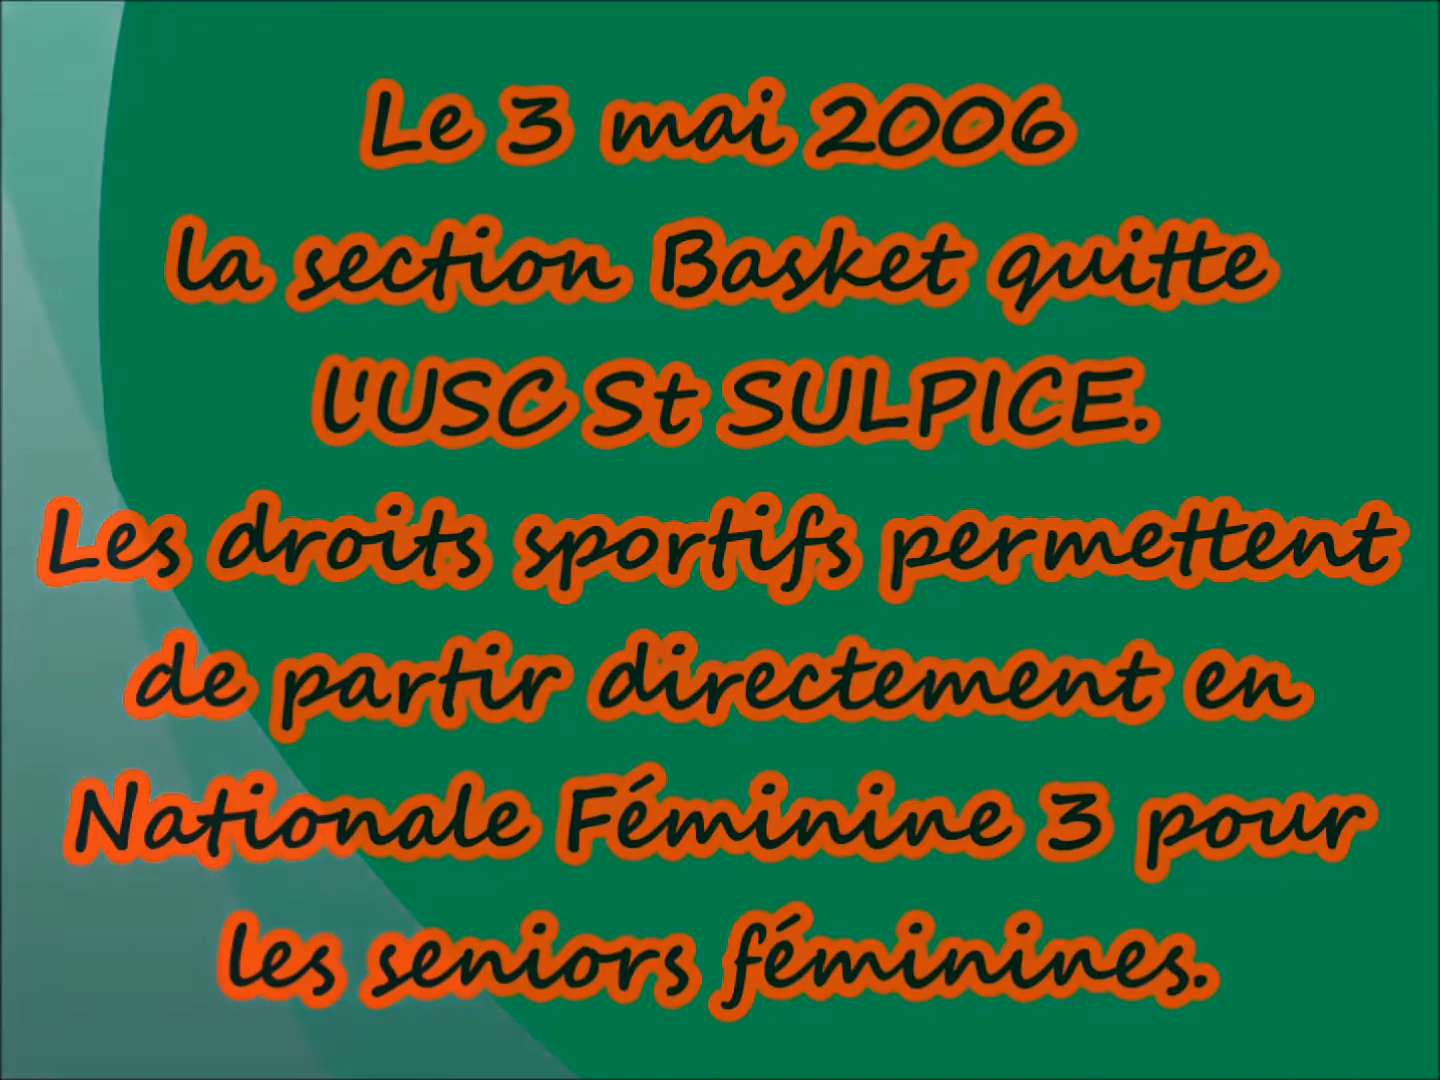 Le 3 mai 2006
la section Basket quitte
l'USC St SULPICE.
Les droits sportifs permettent
de partir directement en
Nationale Féminine 3 pour
les seniors féminines.